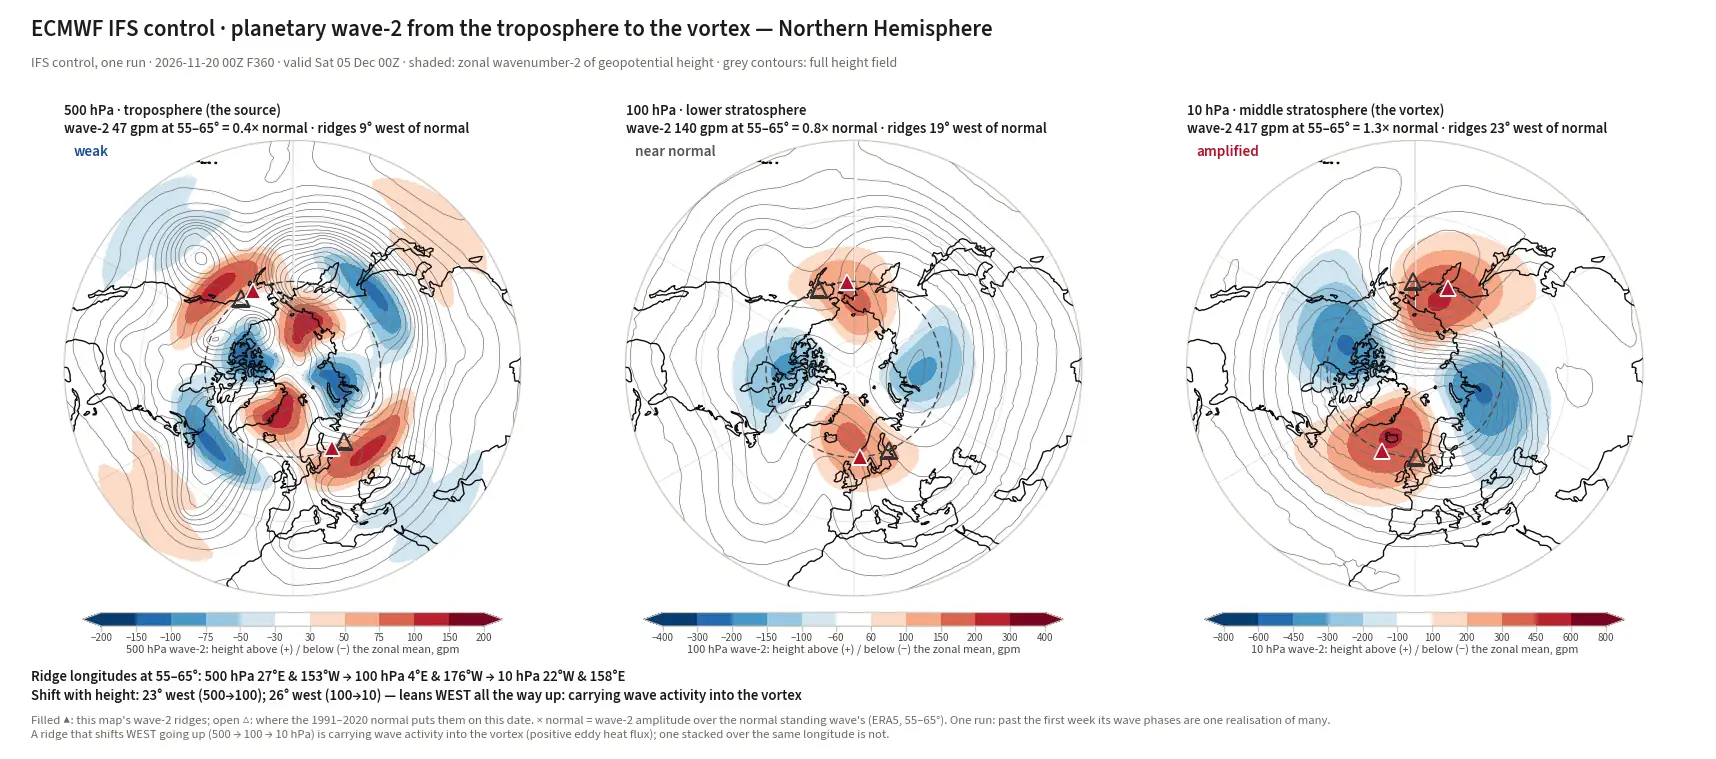 ECMWF IFS control · planetary wave-2 from the troposphere to the vortex — Northern Hemisphere
IFS control, one run · 2026-11-20 00Z F360 · valid Sat 05 Dec 00Z · shaded: zonal wavenumber-2 of geopotential height · grey contours: full height field
500 hPa · troposphere (the source)
wave-2 47 gpm at 55–65° = 0.4× normal · ridges 9° west of normal
weak
100 hPa · lower stratosphere
wave-2 140 gpm at 55–65° = 0.8× normal · ridges 19° west of normal
near normal
10 hPa · middle stratosphere (the vortex)
wave-2 417 gpm at 55–65° = 1.3× normal · ridges 23° west of normal
amplified
−200 −150 −100 −75 −50 −30 30 50 75 100 150 200
500 hPa wave-2: height above (+) / below (−) the zonal mean, gpm
−400 −300 −200 −150 −100 −60 60 100 150 200 300 400
100 hPa wave-2: height above (+) / below (−) the zonal mean, gpm
−800 −600 −450 −300 −200 −100 100 200 300 450 600 800
10 hPa wave-2: height above (+) / below (−) the zonal mean, gpm
Ridge longitudes at 55–65°: 500 hPa 27°E & 153°W → 100 hPa 4°E & 176°W → 10 hPa 22°W & 158°E
Shift with height: 23° west (500→100); 26° west (100→10) — leans WEST all the way up: carrying wave activity into the vortex
Filled ▲: this map's wave-2 ridges; open △: where the 1991–2020 normal puts them on this date. × normal = wave-2 amplitude over the normal standing wave's (ERA5, 55–65°). One run: past the first week its wave phases are one realisation of many.
A ridge that shifts WEST going up (500 → 100 → 10 hPa) is carrying wave activity into the vortex (positive eddy heat flux); one stacked over the same longitude is not.